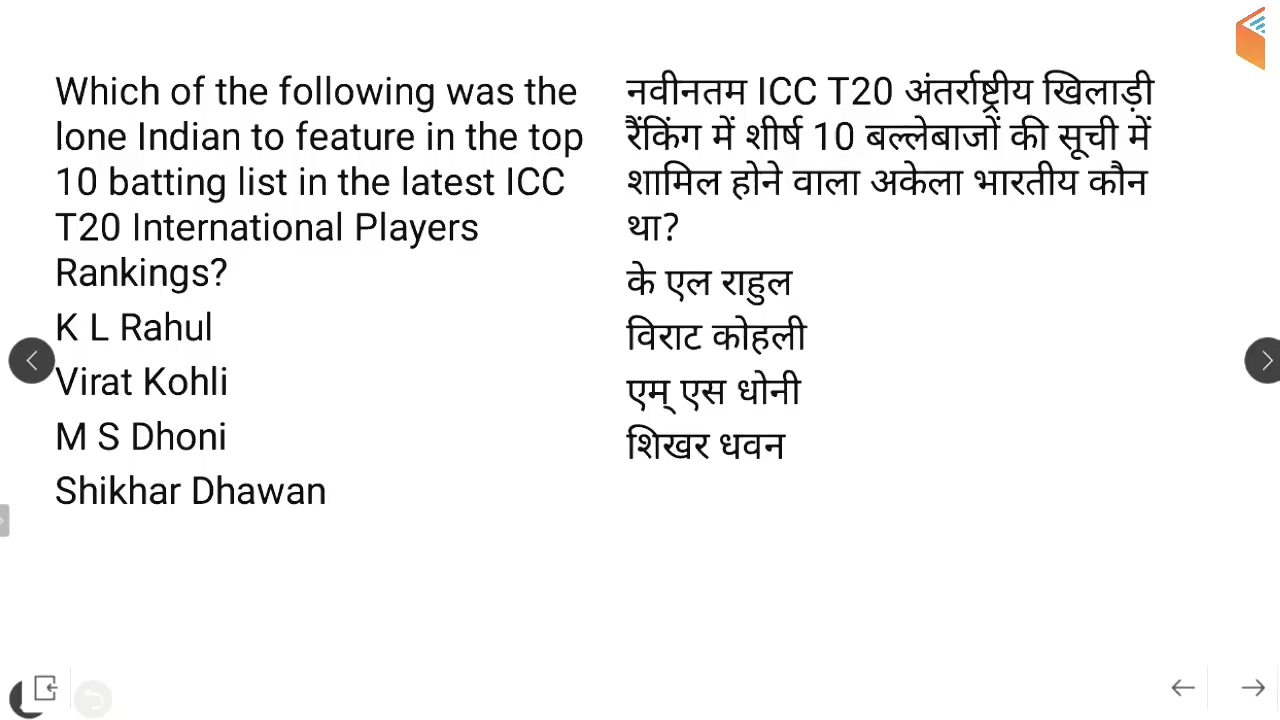 Which of the following was the
lone Indian to feature in the top
10 batting list in the latest ICC
T20 International Players
Rankings?
K L Rahul
Virat Kohli
M S Dhoni
Shikhar Dhawan
नवीनतम ICC T20 अंतर्राष्ट्रीय खिलाड़ी
रैंकिंग में शीर्ष 10 बल्लेबाजों की सूची में
शामिल होने वाला अकेला भारतीय कौन
था?
के एल राहुल
विराट कोहली
एम् एस धोनी
शिखर धवन